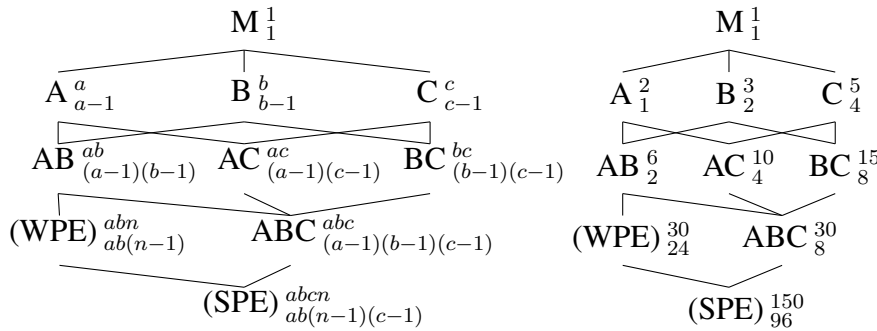 M 1 1 M 1 1
A a a−1 B b b−1 C c c−1 A 2 1 B 3 2 C 5 4
AB ab (a−1)(b−1) AC ac (a−1)(c−1) BC bc (b−1)(c−1) AB 6 2 AC 10 4 BC 15 8
(WPE) abn ab(n−1) ABC abc (a−1)(b−1)(c−1) (WPE) 30 24 ABC 30 8
(SPE) abcn ab(n−1)(c−1) (SPE) 150 96